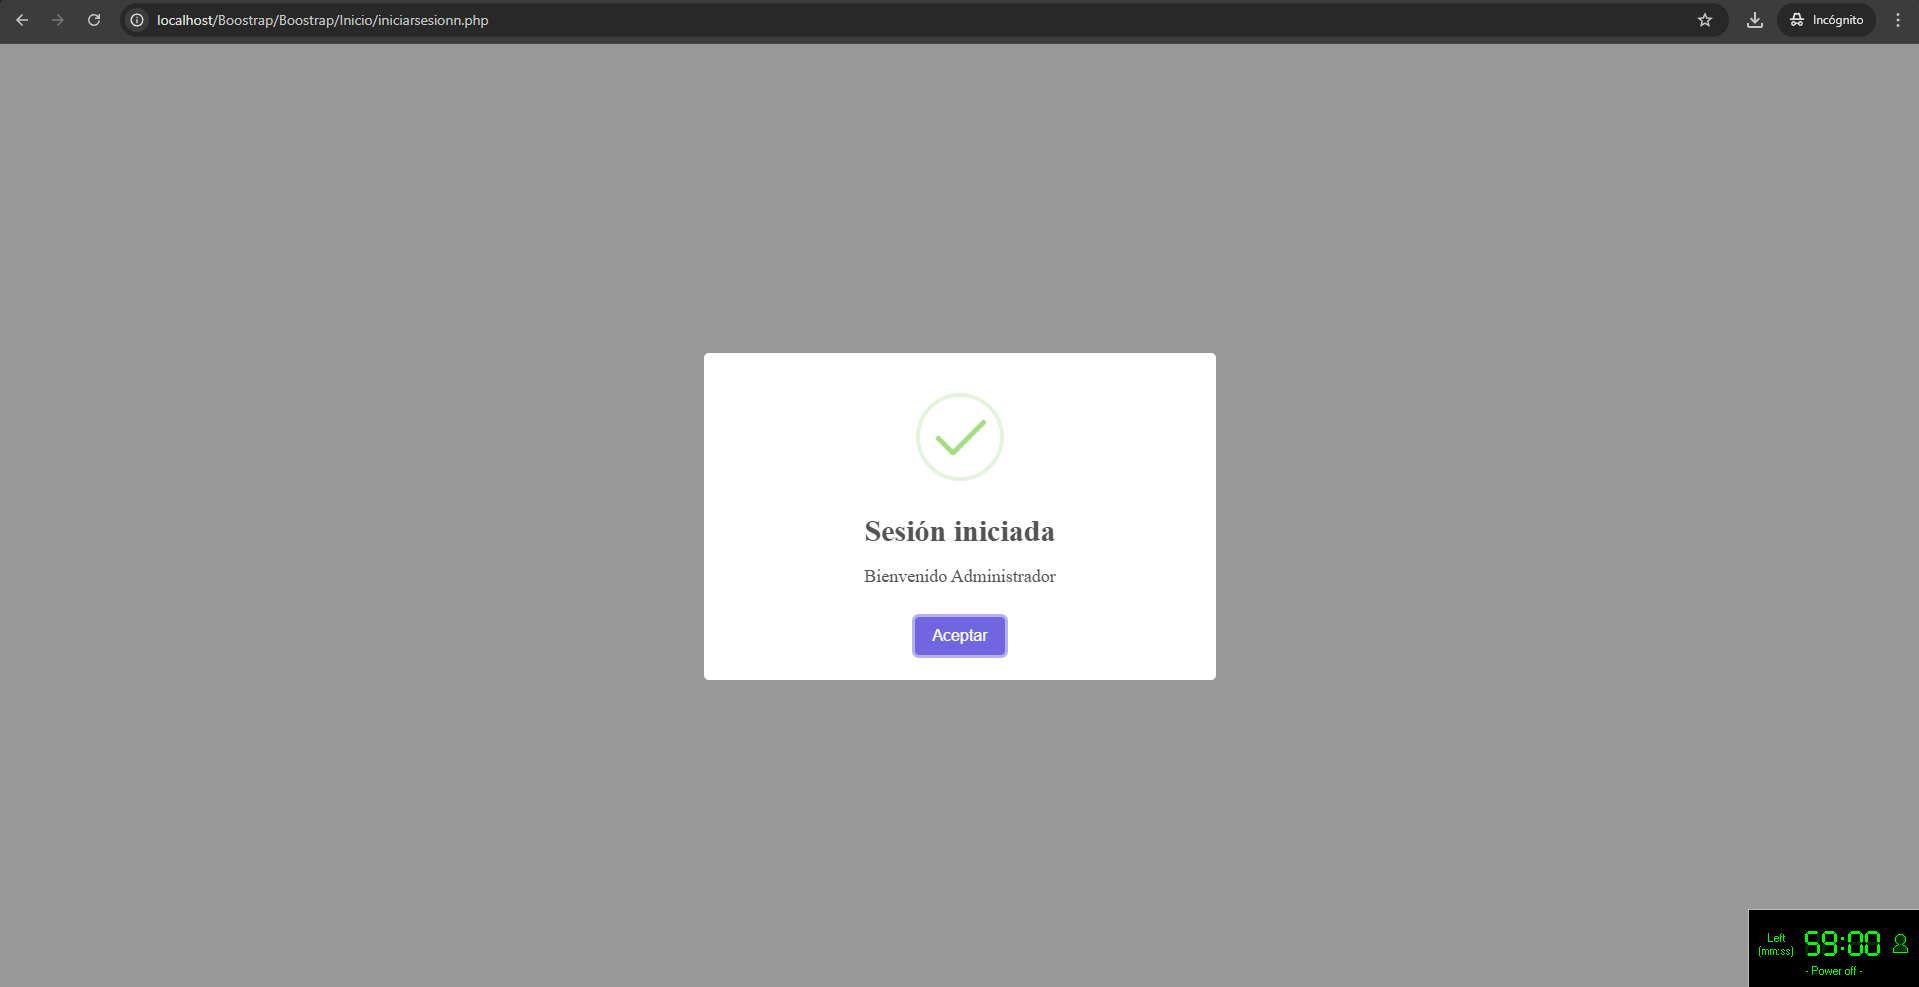 localhost/Boostrap/Boostrap/Inicio/iniciarsesionn.php
Incógnito
Sesión iniciada
Bienvenido Administrador
Aceptar
Left
(mm:ss)
59:00
- Power off -